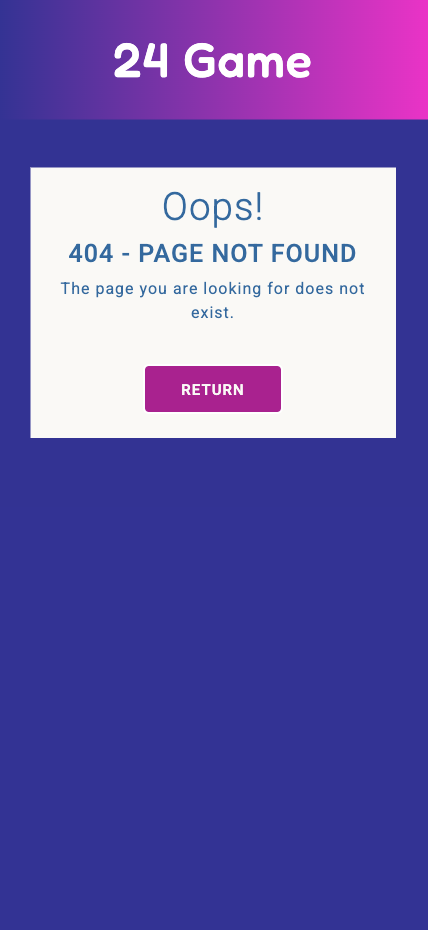 24 Game
Oops!
404 - PAGE NOT FOUND
The page you are looking for does not
exist.
RETURN